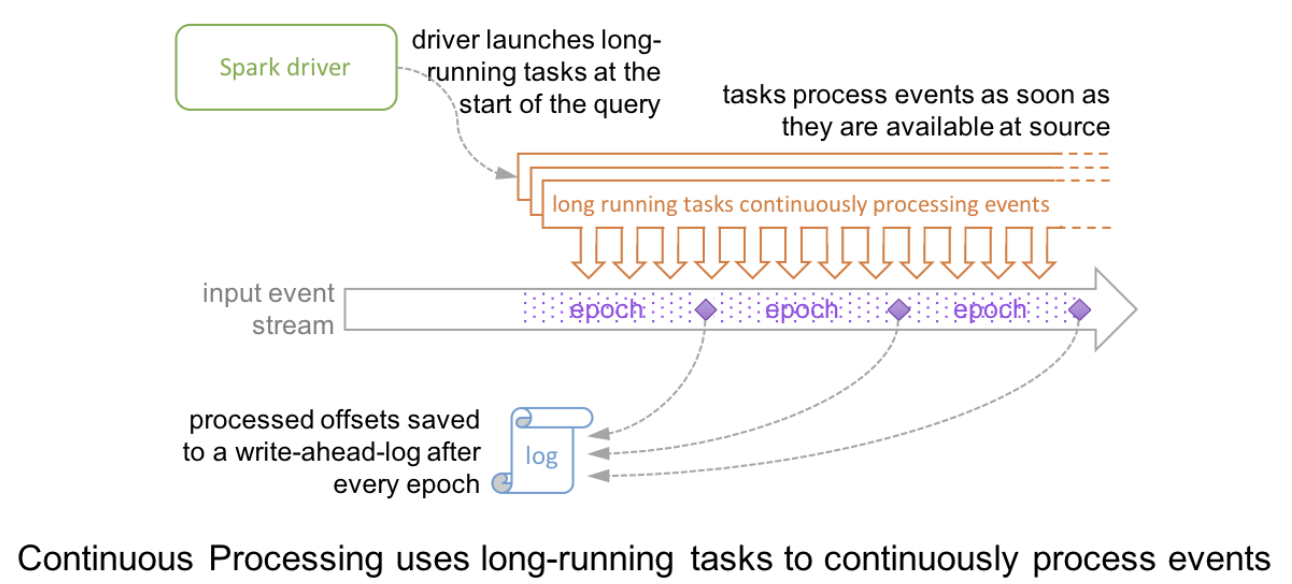 Spark driver
driver launches long-
running tasks at the
start of the query
tasks process events as soon as
they are available at source
long running tasks continuously processing events
input event
stream
epoch
epoch
epoch
processed offsets saved
to a write-ahead-log after
every epoch
log
Continuous Processing uses long-running tasks to continuously process events